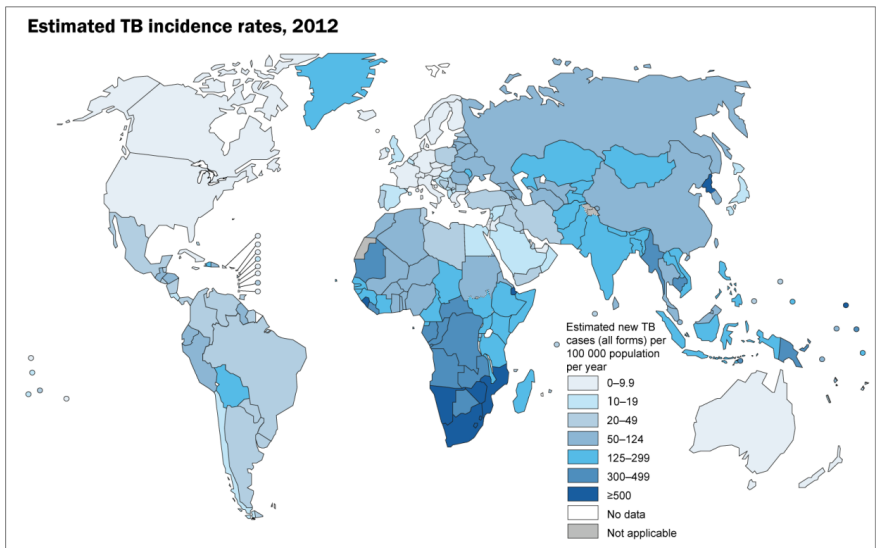 Estimated TB incidence rates, 2012
Estimated new TB
cases (all forms) per
100 000 population
per year
0–9.9
10–19
20–49
50–124
125–299
300–499
≥500
No data
Not applicable